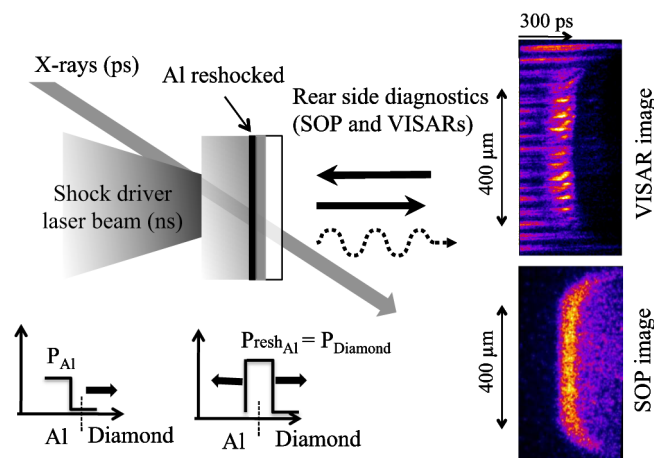 300 ps
X-rays (ps)
Al reshocked
Rear side diagnostics
(SOP and VISARs)
400 µm
VISAR image
Shock driver
laser beam (ns)
P_Al
P_resh_Al = P_Diamond
400 µm
SOP image
Al
Diamond
Al
Diamond